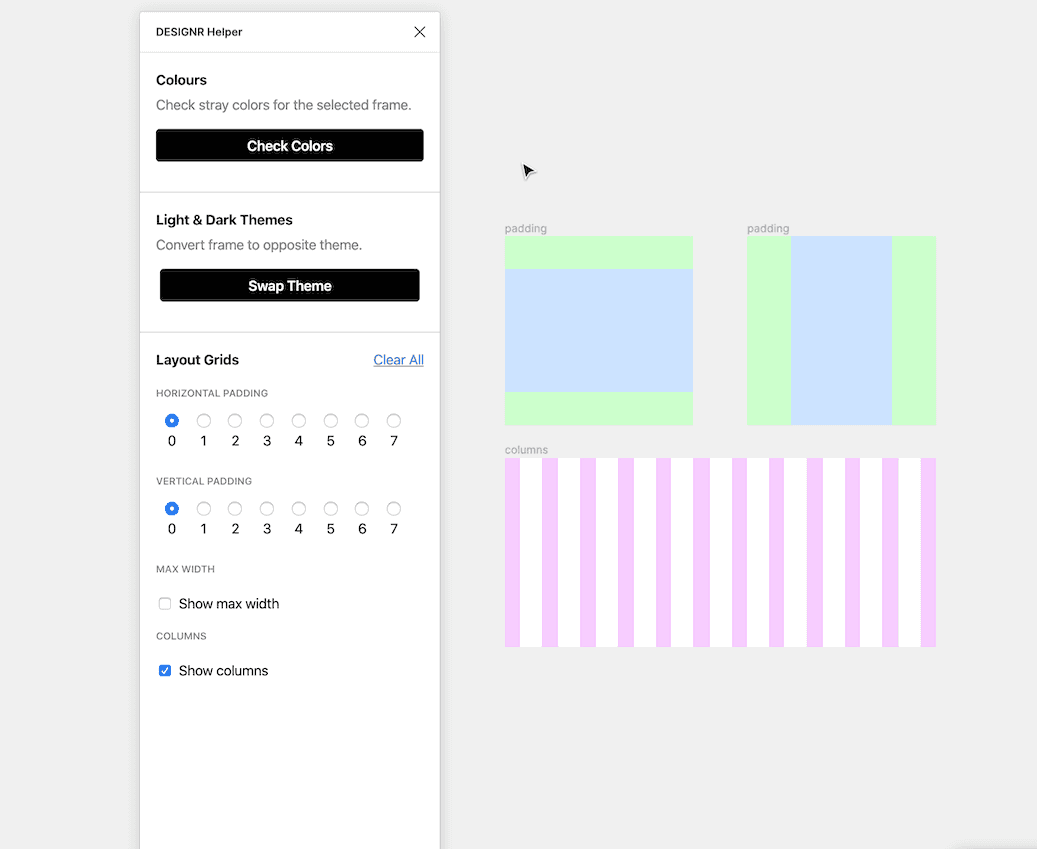 DESIGNR Helper
Colours
Check stray colors for the selected frame.
Check Colors
Light & Dark Themes
Convert frame to opposite theme.
Swap Theme
Layout Grids Clear All
HORIZONTAL PADDING
0 1 2 3 4 5 6 7
VERTICAL PADDING
0 1 2 3 4 5 6 7
MAX WIDTH
Show max width
COLUMNS
Show columns
padding
padding
columns